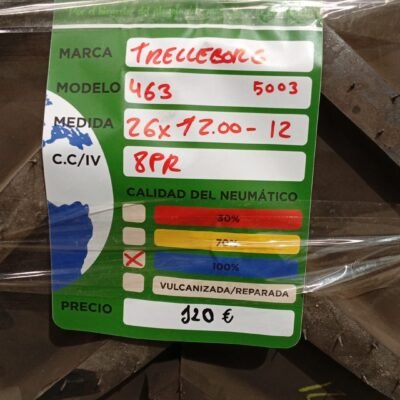 MARCA TRELLEBORG
MODELO 463 5003
MEDIDA 26x12.00-12
C.C/IV 8PR
CALIDAD DEL NEUMÁTICO
30%
70%
X 100%
VULCANIZADA/REPARADA
PRECIO 120 €